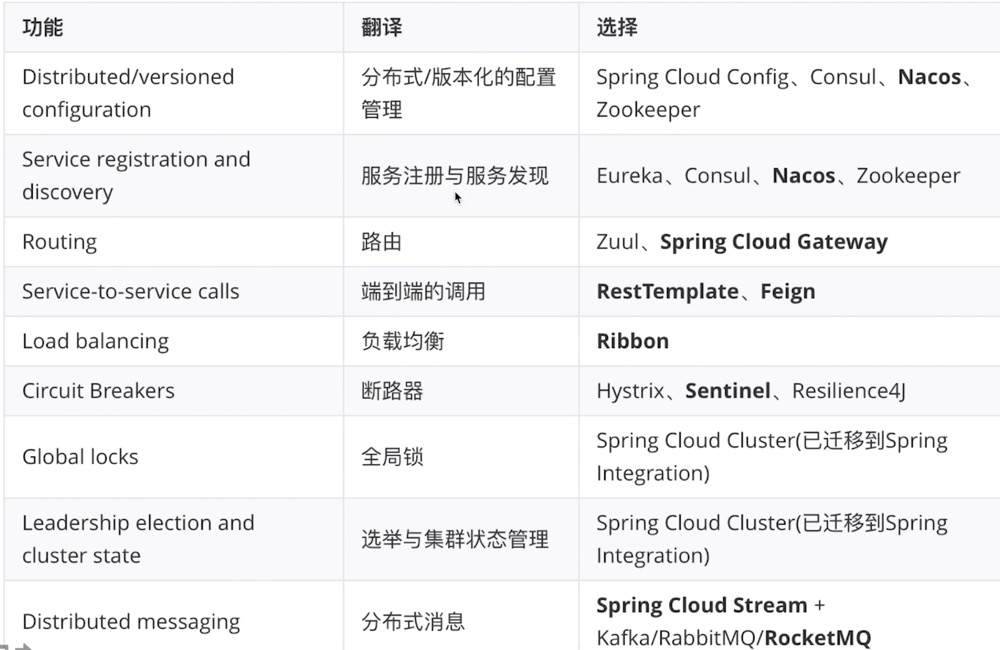 功能 翻译 选择
Distributed/versioned configuration 分布式/版本化的配置管理 Spring Cloud Config、Consul、Nacos、Zookeeper
Service registration and discovery 服务注册与服务发现 Eureka、Consul、Nacos、Zookeeper
Routing 路由 Zuul、Spring Cloud Gateway
Service-to-service calls 端到端的调用 RestTemplate、Feign
Load balancing 负载均衡 Ribbon
Circuit Breakers 断路器 Hystrix、Sentinel、Resilience4J
Global locks 全局锁 Spring Cloud Cluster(已迁移到Spring Integration)
Leadership election and cluster state 选举与集群状态管理 Spring Cloud Cluster(已迁移到Spring Integration)
Distributed messaging 分布式消息 Spring Cloud Stream + Kafka/RabbitMQ/RocketMQ